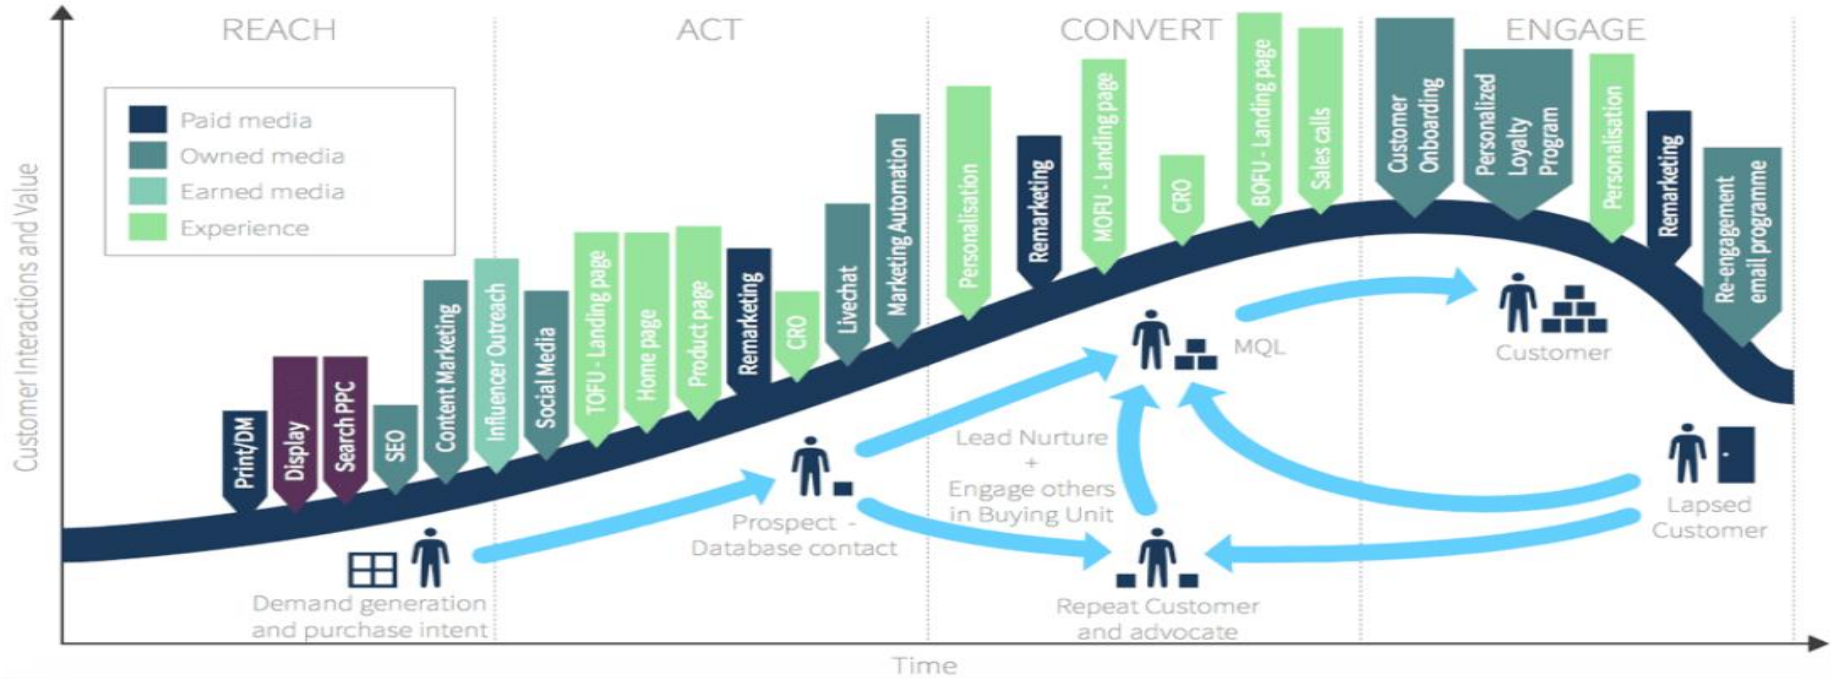 REACH
ACT
CONVERT
ENGAGE
Paid media
Owned media
Earned media
Experience
Customer Interactions and Value
Print/DM
Display
Search PPC
SEO
Content Marketing
Influencer Outreach
Social Media
TOFU - Landing page
Home page
Product page
Remarketing
CRO
Livechat
Marketing Automation
Personalisation
Remarketing
MOFU - Landing page
CRO
BOFU - Landing page
Sales calls
Customer
Onboarding
Personalized
Loyalty
Program
Personalisation
Remarketing
Re-engagement
email programme
Demand generation
and purchase intent
Prospect -
Database contact
Lead Nurture
+
Engage others
in Buying Unit
MQL
Repeat Customer
and advocate
Customer
Lapsed
Customer
Time